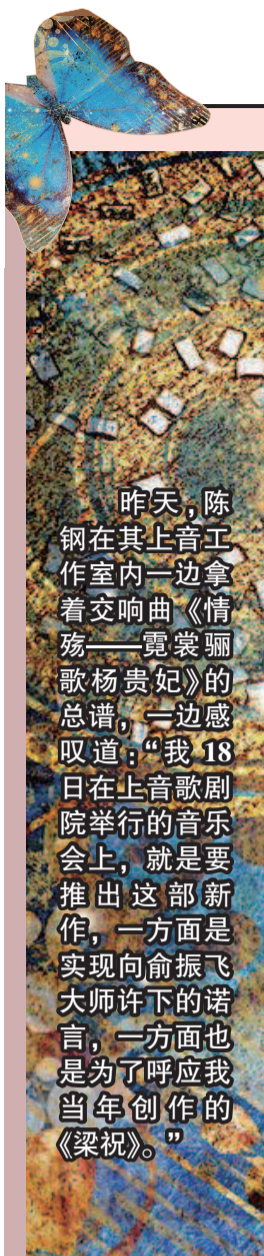 昨天，陈
钢在其上音工
作室内一边拿
着交响曲《情
殇——霓裳骊
歌杨贵妃》的
总谱，一边感
叹道：“我 18
日在上音歌剧
院举行的音乐
会上，就是要
推出这部新
作，一方面是
实现向俞振飞
大师许下的诺
言，一方面也
是为了呼应我
当年创作的
《梁祝》。”